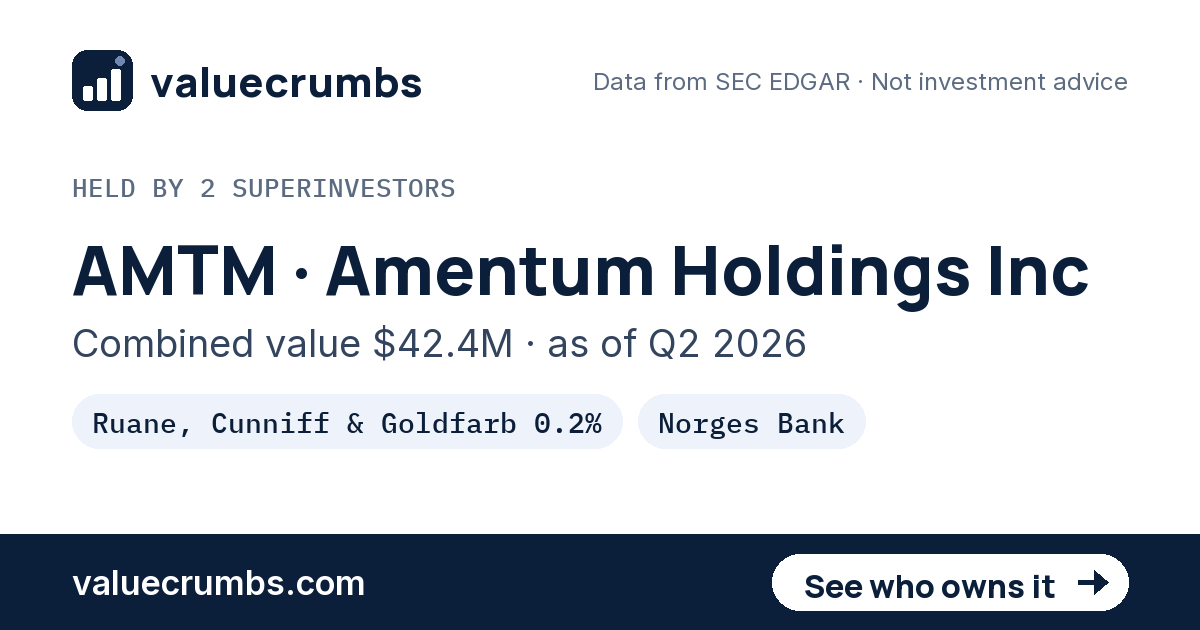 valuecrumbs
Data from SEC EDGAR · Not investment advice
HELD BY 2 SUPERINVESTORS
AMTM · Amentum Holdings Inc
Combined value $42.4M · as of Q2 2026
Ruane, Cunniff & Goldfarb 0.2%
Norges Bank
valuecrumbs.com
See who owns it →